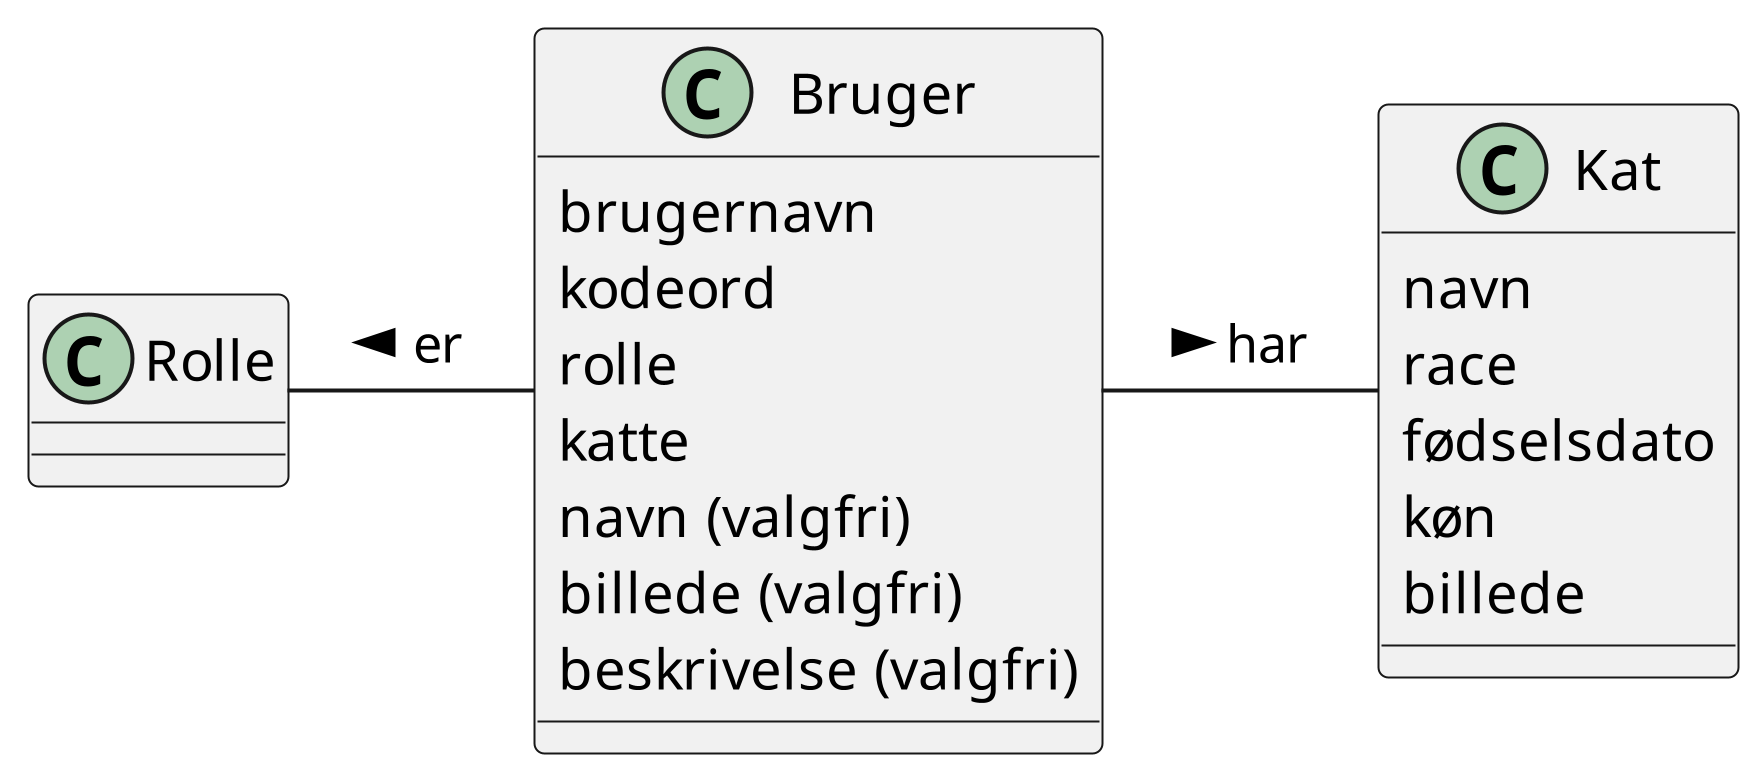 C Rolle
er
C Bruger
brugernavn
kodeord
rolle
katte
navn (valgfri)
billede (valgfri)
beskrivelse (valgfri)
har
C Kat
navn
race
fødselsdato
køn
billede